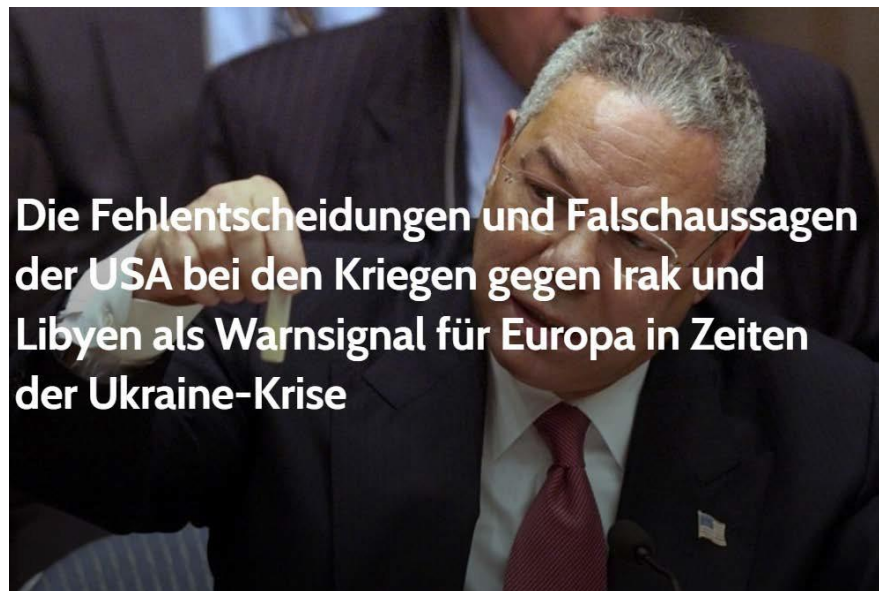 Die Fehlentscheidungen und Falschaussagen
der USA bei den Kriegen gegen Irak und
Libyen als Warnsignal für Europa in Zeiten
der Ukraine-Krise